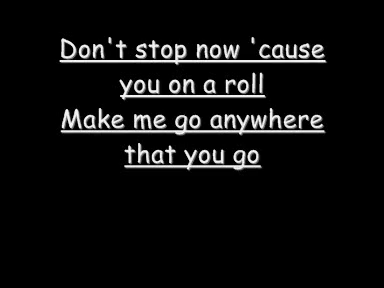 Don't stop now 'cause
you on a roll
Make me go anywhere
that you go